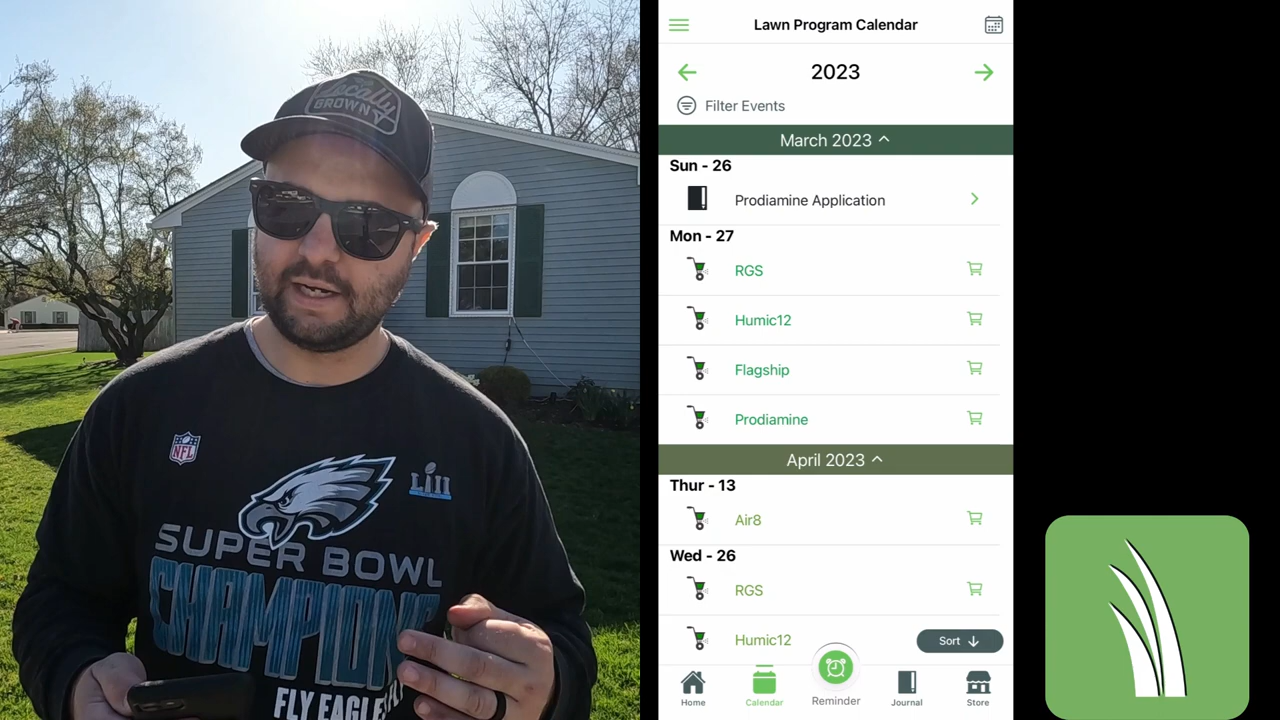 Locally
GROWN
NFL
LII
SUPER BOWL
CHAMPIONS
FLY EAGLES
Lawn Program Calendar
2023
Filter Events
March 2023
Sun - 26
Prodiamine Application
Mon - 27
RGS
Humic12
Flagship
Prodiamine
April 2023
Thur - 13
Air8
Wed - 26
RGS
Humic12
Sort
Home
Calendar
Reminder
Journal
Store